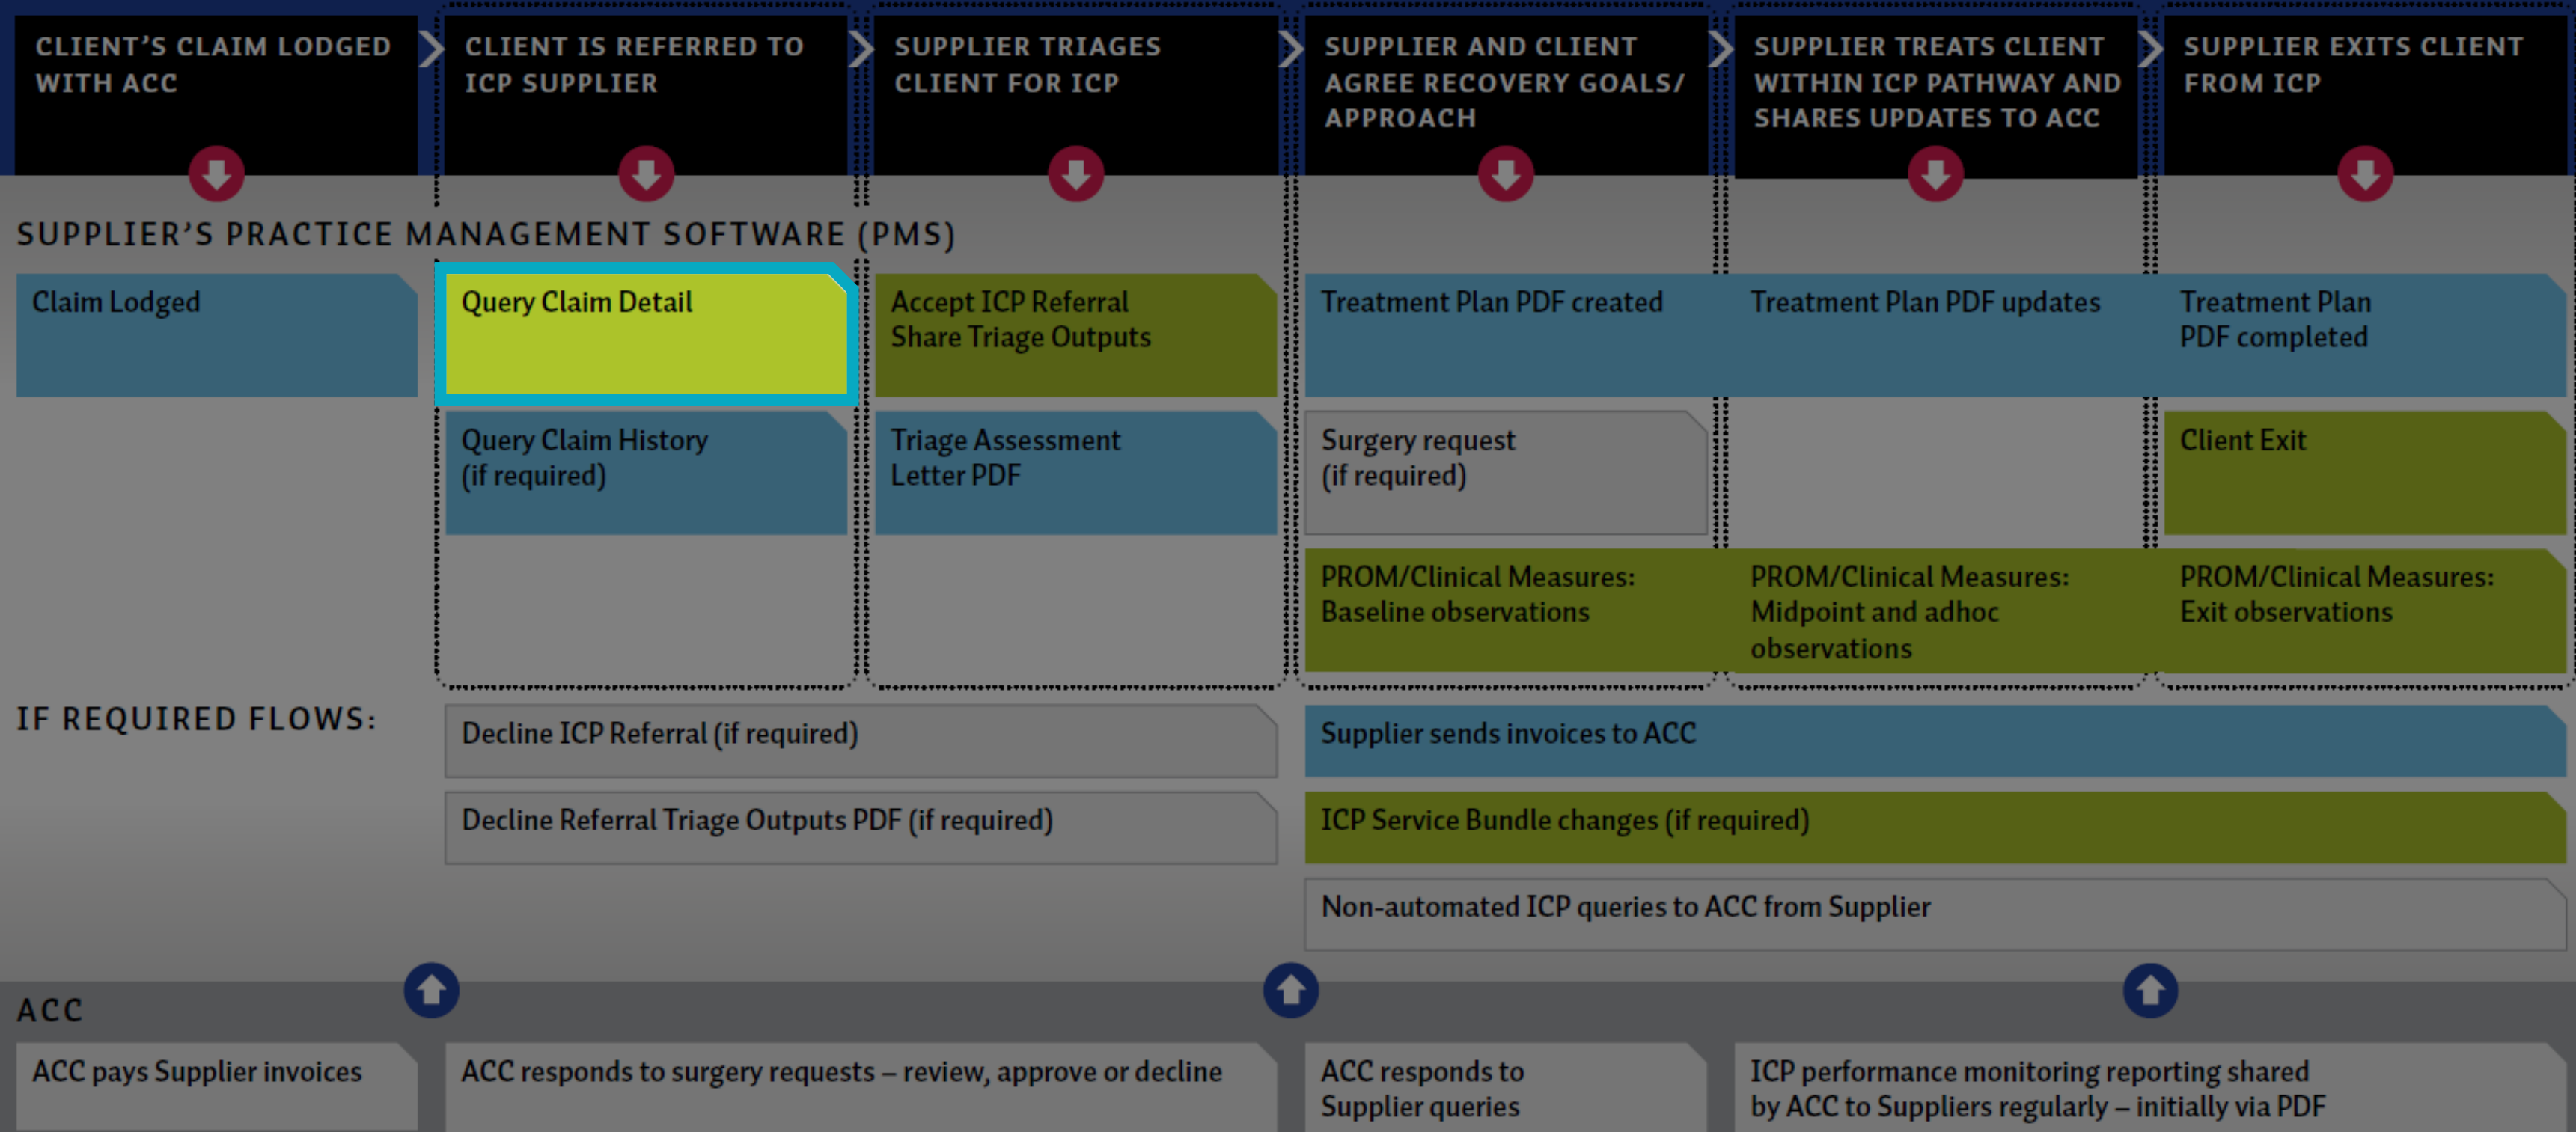 CLIENT’S CLAIM LODGED
WITH ACC
CLIENT IS REFERRED TO
ICP SUPPLIER
SUPPLIER TRIAGES
CLIENT FOR ICP
SUPPLIER AND CLIENT
AGREE RECOVERY GOALS/
APPROACH
SUPPLIER TREATS CLIENT
WITHIN ICP PATHWAY AND
SHARES UPDATES TO ACC
SUPPLIER EXITS CLIENT
FROM ICP
SUPPLIER’S PRACTICE MANAGEMENT SOFTWARE (PMS)
Claim Lodged
Query Claim Detail
Accept ICP Referral
Share Triage Outputs
Treatment Plan PDF created
Treatment Plan PDF updates
Treatment Plan
PDF completed
Query Claim History
(if required)
Triage Assessment
Letter PDF
Surgery request
(if required)
Client Exit
PROM/Clinical Measures:
Baseline observations
PROM/Clinical Measures:
Midpoint and adhoc
observations
PROM/Clinical Measures:
Exit observations
IF REQUIRED FLOWS:
Decline ICP Referral (if required)
Supplier sends invoices to ACC
Decline Referral Triage Outputs PDF (if required)
ICP Service Bundle changes (if required)
Non-automated ICP queries to ACC from Supplier
ACC
ACC pays Supplier invoices
ACC responds to surgery requests – review, approve or decline
ACC responds to
Supplier queries
ICP performance monitoring reporting shared
by ACC to Suppliers regularly – initially via PDF